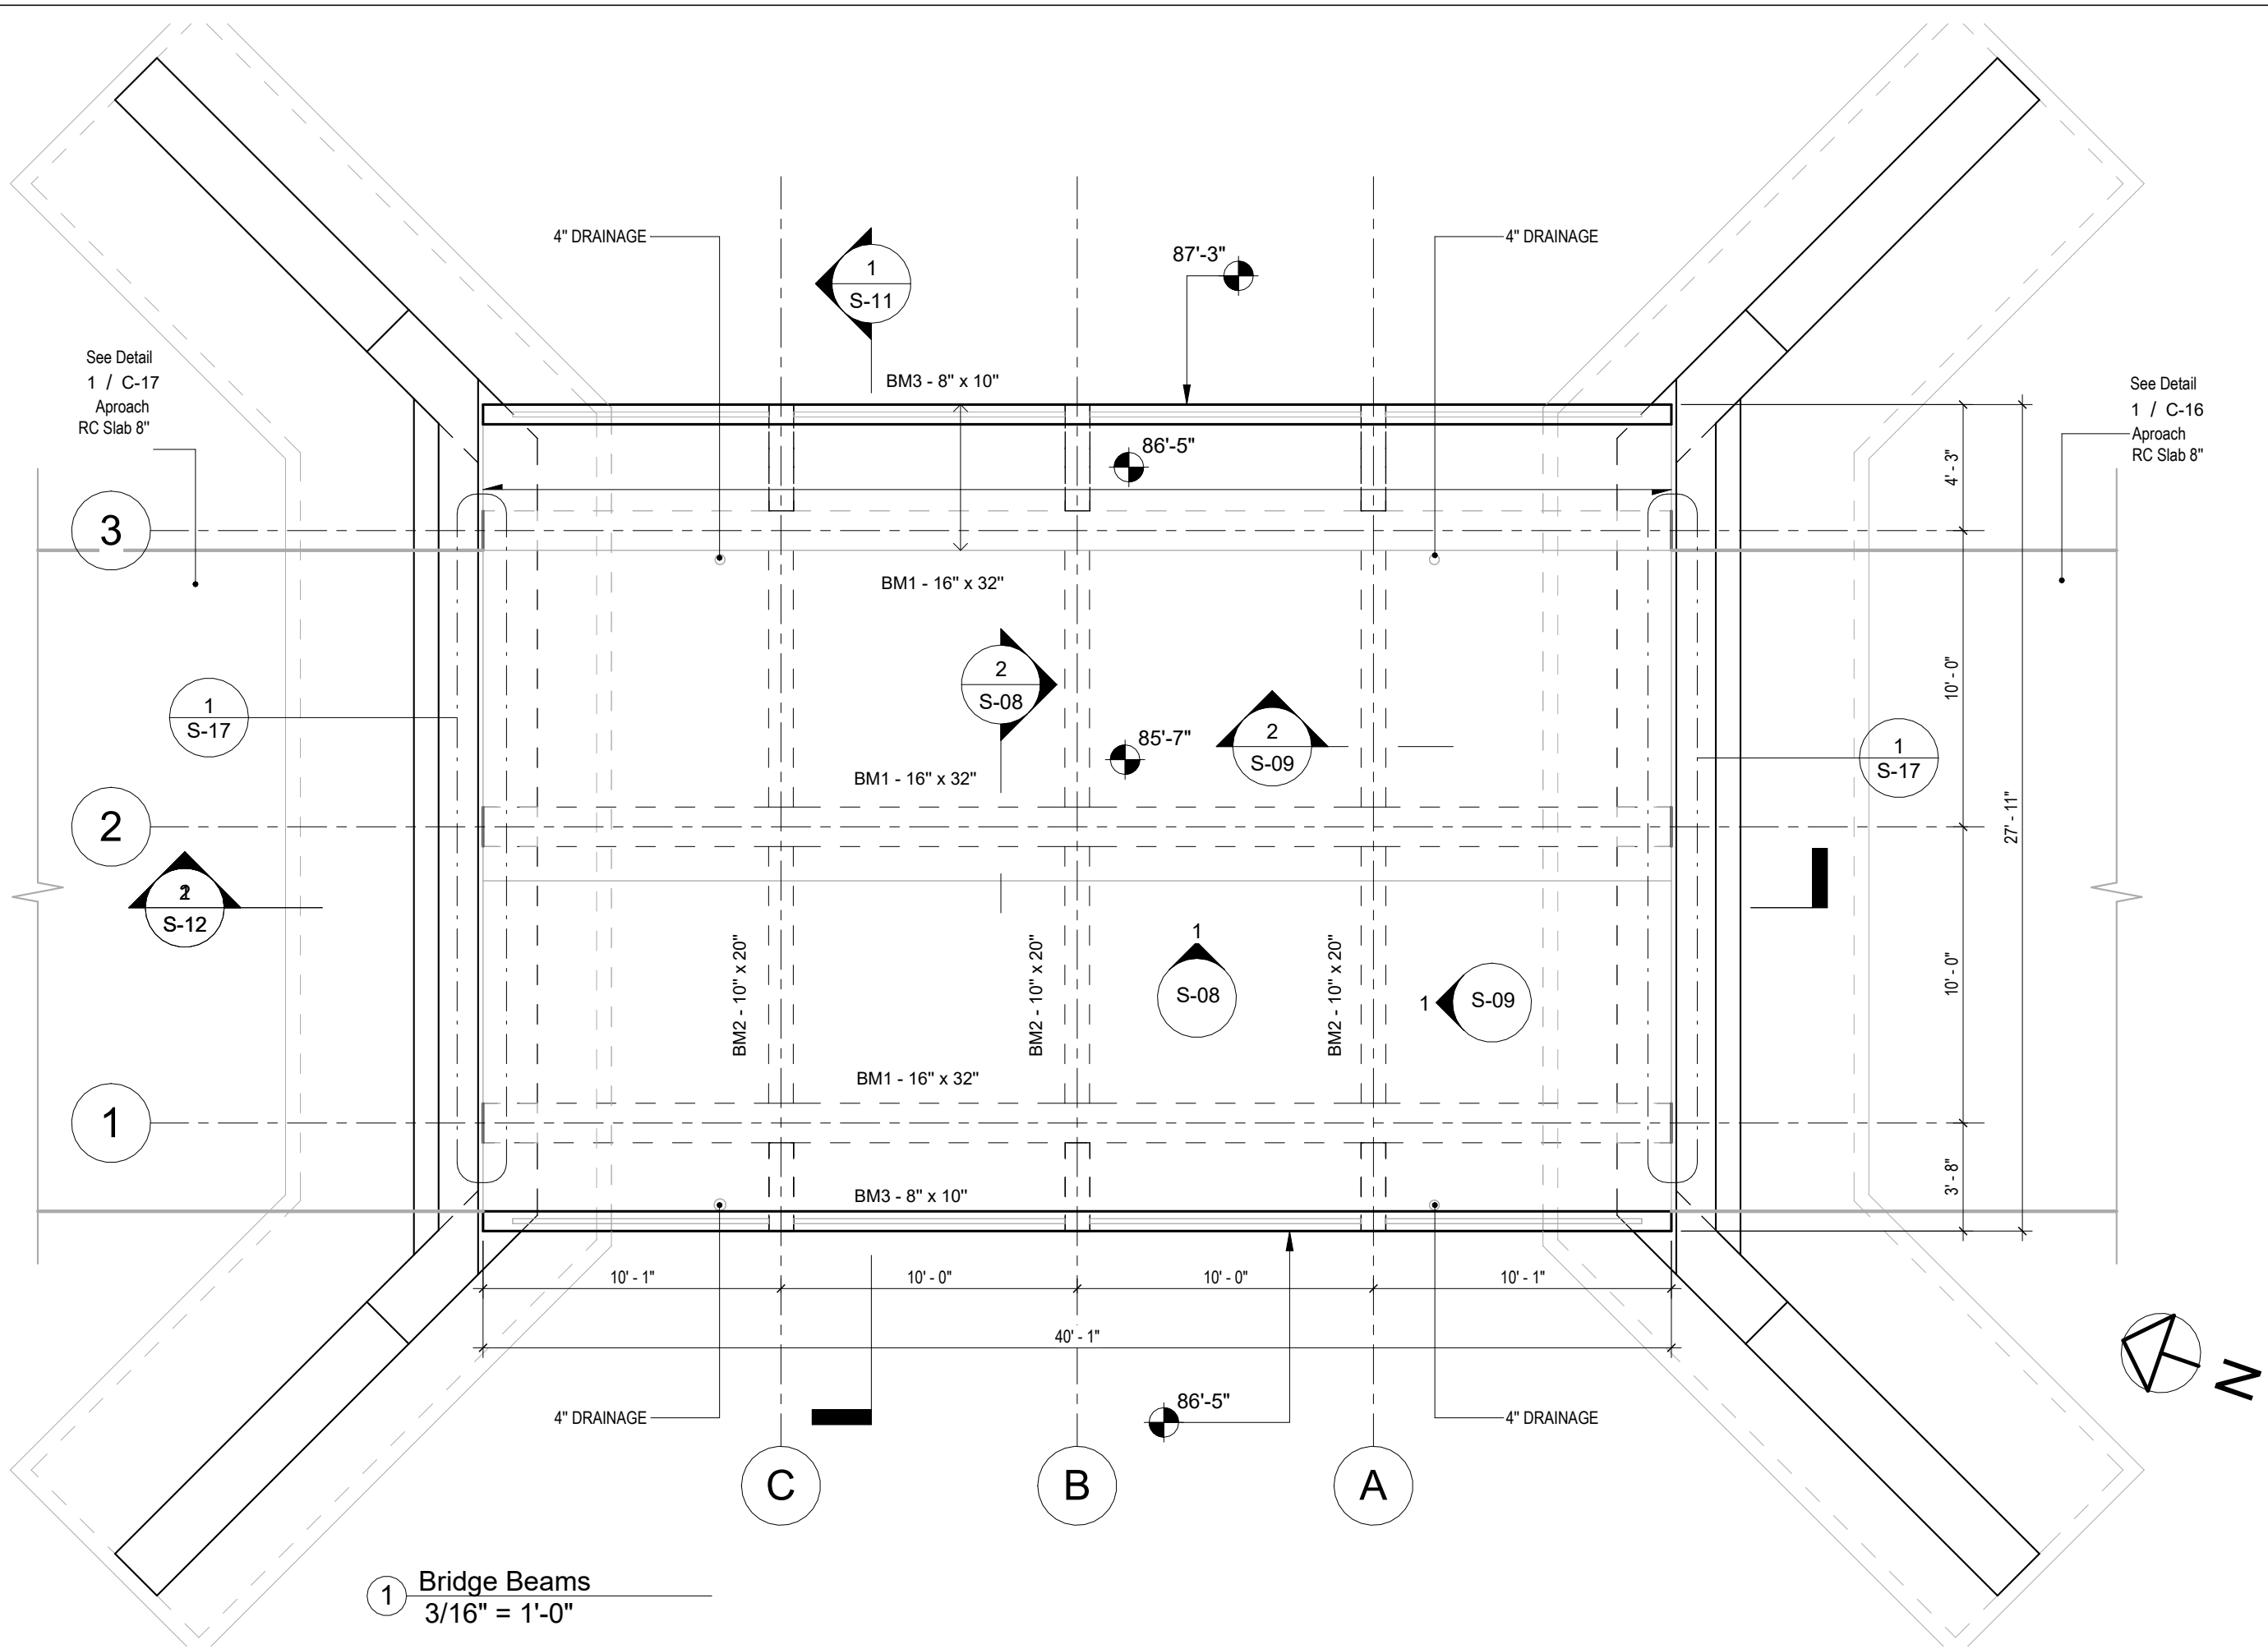 4" DRAINAGE
1
S-11
87'-3"
4" DRAINAGE
See Detail
1 / C-17
Aproach
RC Slab 8"
BM3 - 8" x 10"
See Detail
1 / C-16
Aproach
RC Slab 8"
86'-5"
4' - 3"
3
BM1 - 16" x 32"
2
S-08
10' - 0"
1
S-17
85'-7"
2
S-09
1
S-17
BM1 - 16" x 32"
2
27' - 11"
S-12
BM2 - 10" x 20"
BM2 - 10" x 20"
BM2 - 10" x 20"
1
S-08
1
S-09
10' - 0"
BM1 - 16" x 32"
1
BM3 - 8" x 10"
3' - 8"
10' - 1"
10' - 0"
10' - 0"
10' - 1"
40' - 1"
4" DRAINAGE
86'-5"
4" DRAINAGE
N
C
B
A
1
Bridge Beams
3/16" = 1'-0"